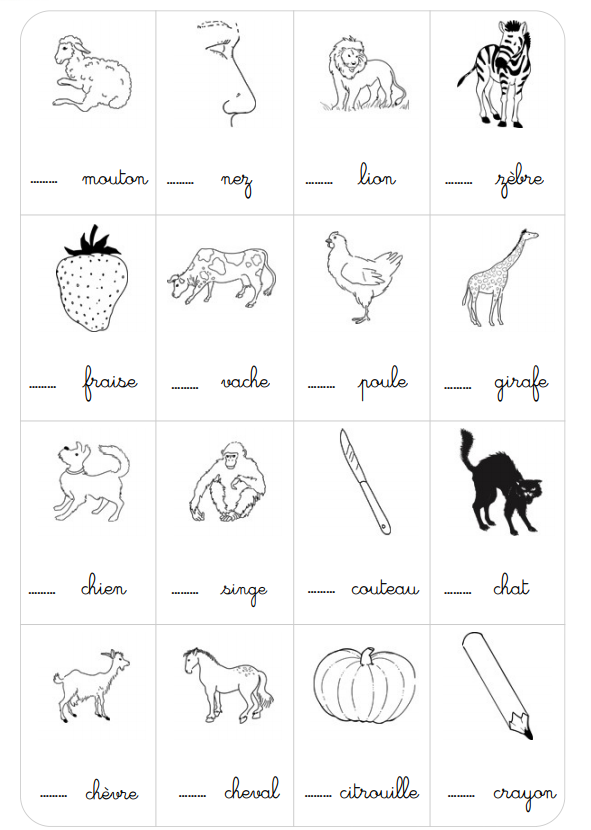 ......... mouton ......... nez ......... lion ......... zèbre
......... fraise ......... vache ......... poule ......... girafe
......... chien ......... singe ......... couteau ......... chat
......... chèvre ......... cheval ......... citrouille ......... crayon